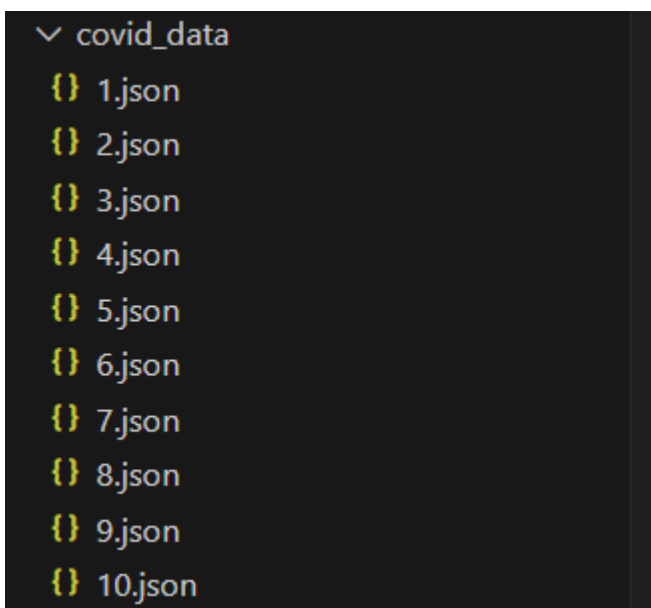 covid_data
{} 1.json
{} 2.json
{} 3.json
{} 4.json
{} 5.json
{} 6.json
{} 7.json
{} 8.json
{} 9.json
{} 10.json